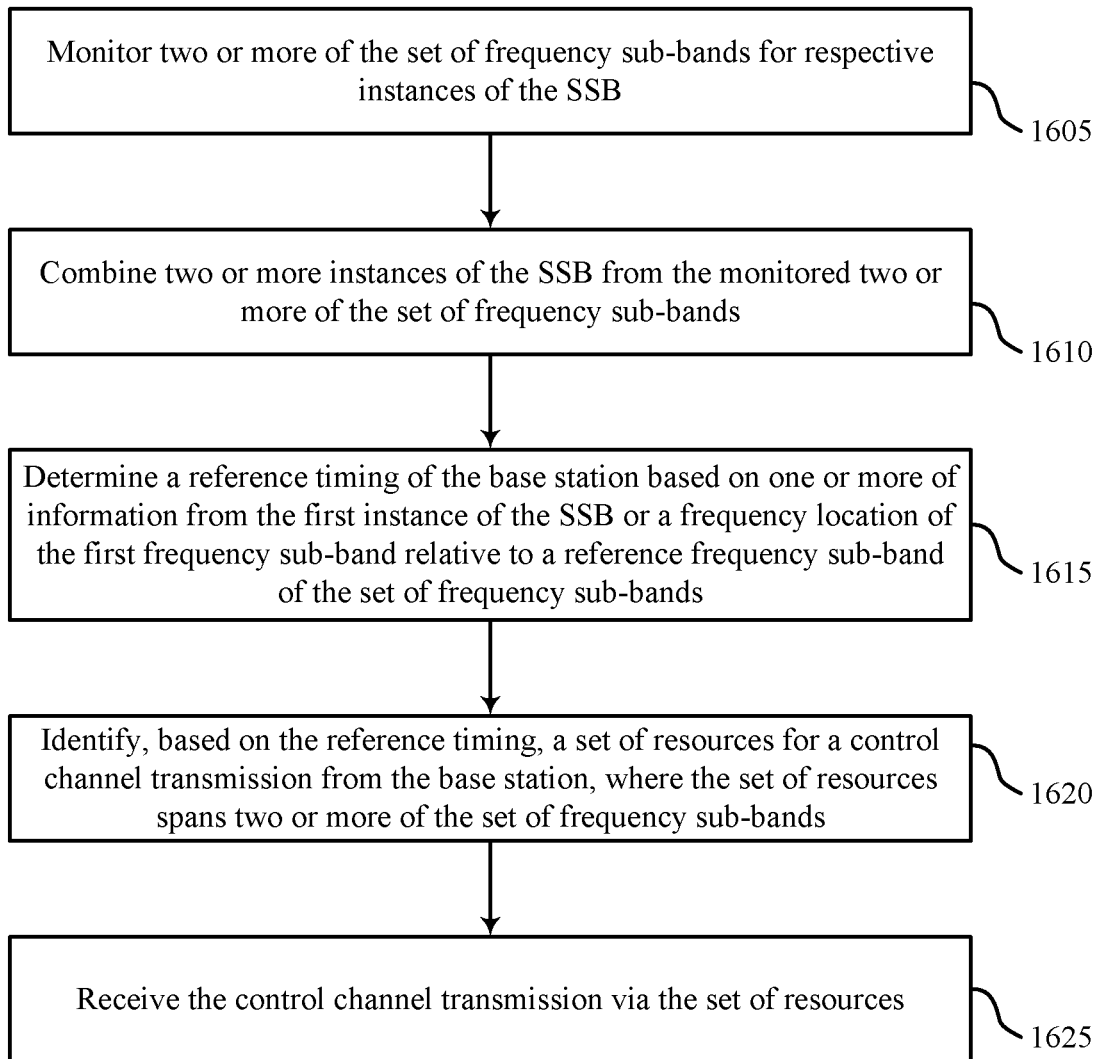 Monitor two or more of the set of frequency sub-bands for respective
instances of the SSB
1605
Combine two or more instances of the SSB from the monitored two or
more of the set of frequency sub-bands
1610
Determine a reference timing of the base station based on one or more of
information from the first instance of the SSB or a frequency location of
the first frequency sub-band relative to a reference frequency sub-band
of the set of frequency sub-bands
1615
Identify, based on the reference timing, a set of resources for a control
channel transmission from the base station, where the set of resources
spans two or more of the set of frequency sub-bands
1620
Receive the control channel transmission via the set of resources
1625